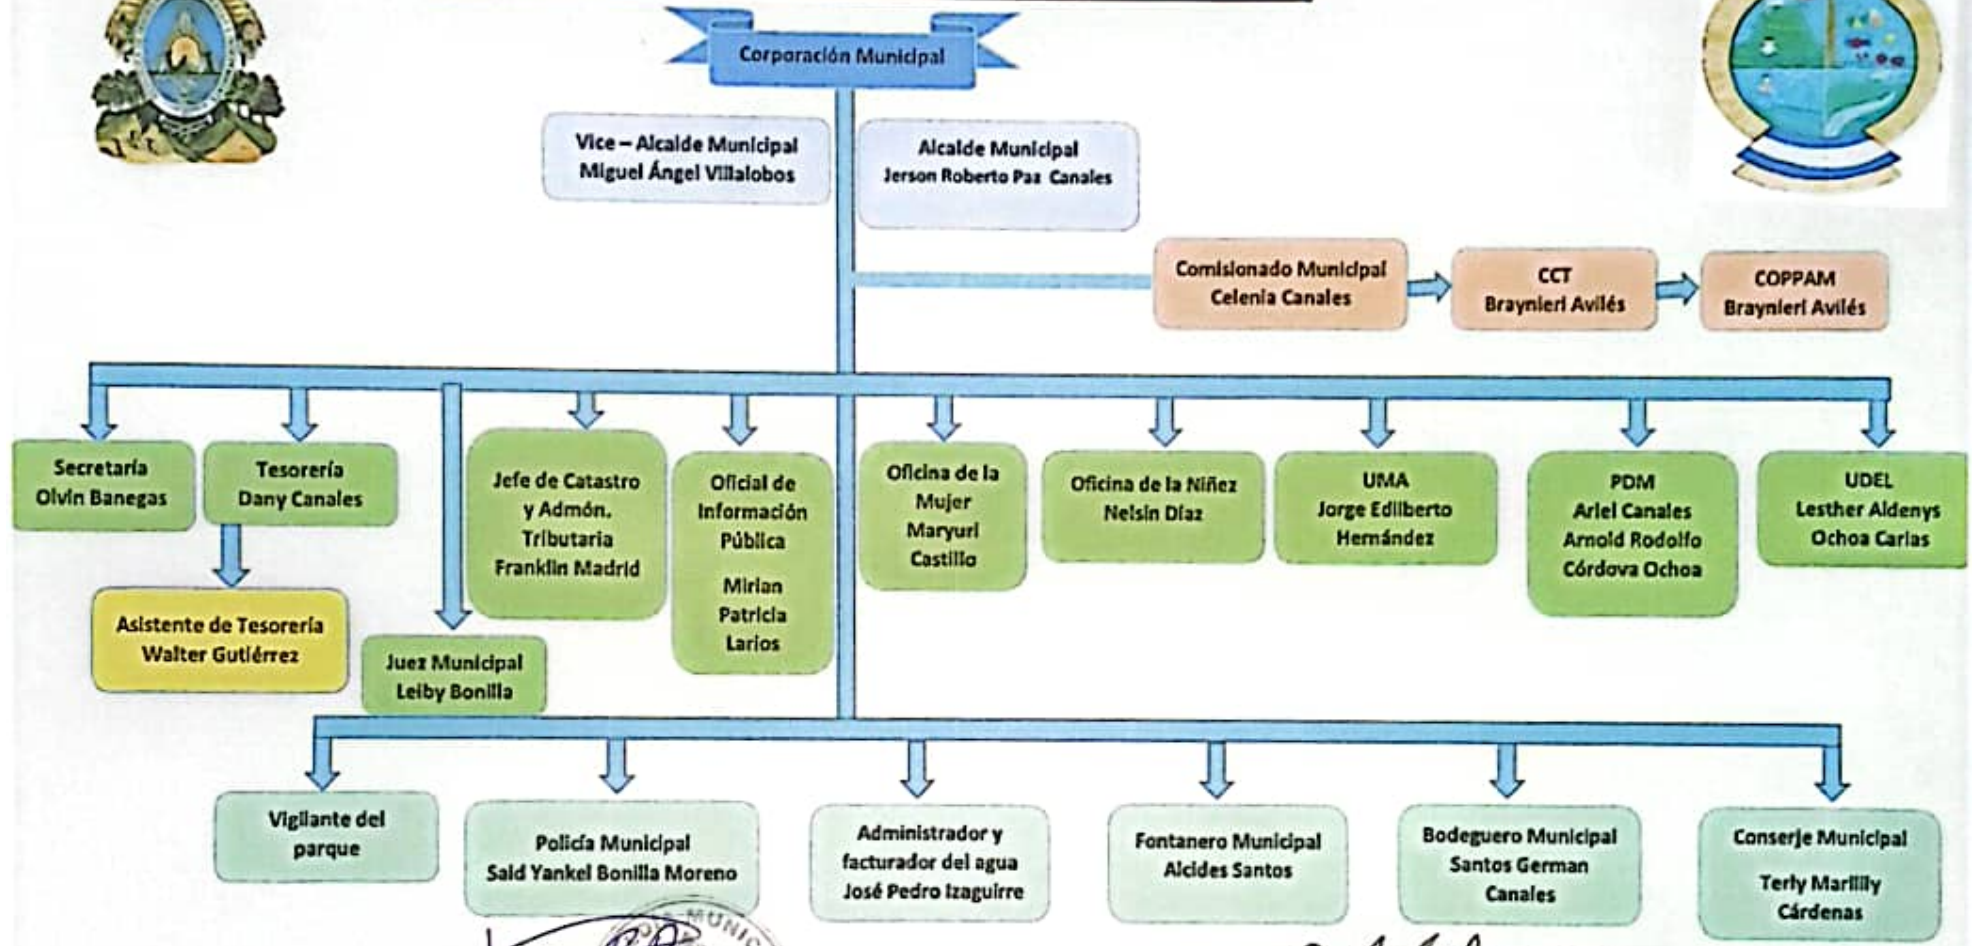 Corporación Municipal
Vice – Alcalde Municipal
Miguel Ángel Villalobos
Alcalde Municipal
Jerson Roberto Paz Canales
Comisionado Municipal
Celenia Canales
CCT
Braynieri Avilés
COPPAM
Braynieri Avilés
Secretaría
Olvin Banegas
Tesorería
Dany Canales
Jefe de Catastro
y Admón.
Tributaria
Franklin Madrid
Oficial de
Información
Pública
Mirian
Patricia
Larios
Oficina de la
Mujer
Maryuri
Castillo
Oficina de la Niñez
Nelsin Díaz
UMA
Jorge Edilberto
Hernández
PDM
Ariel Canales
Arnold Rodolfo
Córdova Ochoa
UDEL
Lesther Aldenys
Ochoa Carias
Asistente de Tesorería
Walter Gutiérrez
Juez Municipal
Leiby Bonilla
Vigilante del
parque
Policía Municipal
Said Yankel Bonilla Moreno
Administrador y
facturador del agua
José Pedro Izaguirre
Fontanero Municipal
Alcides Santos
Bodeguero Municipal
Santos German
Canales
Conserje Municipal
Terly Marillly
Cárdenas